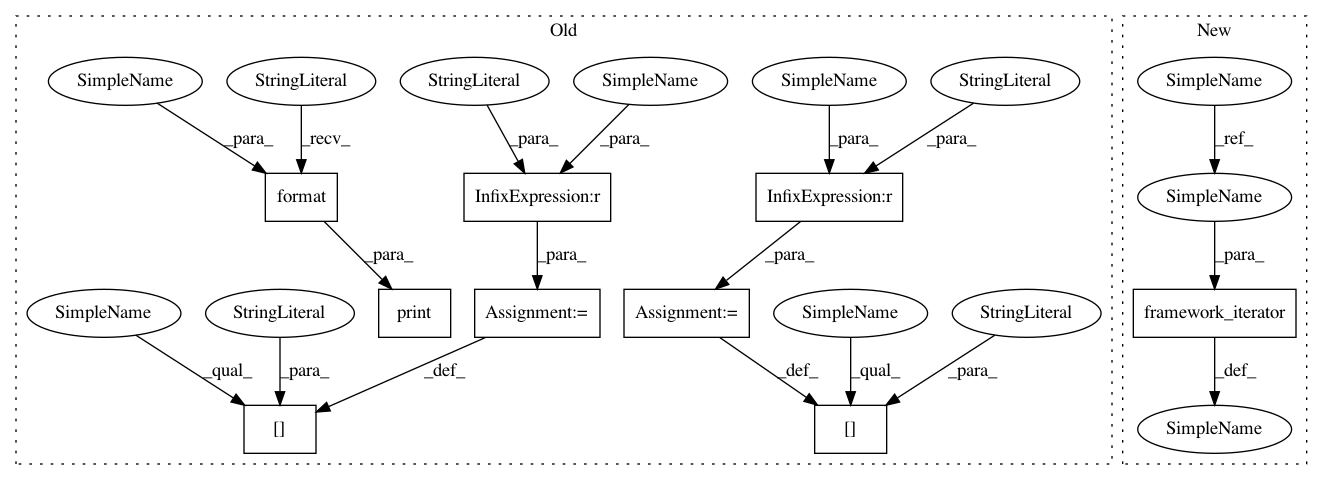 Old New
SimpleName StringLiteral StringLiteral SimpleName SimpleName StringLiteral SimpleName
_para_ _recv_ _para_ _para_ _para_ _para_ _ref_
format InfixExpression:r InfixExpression:r SimpleName
_para_ _para_ _para_ _para_
SimpleName StringLiteral print Assignment:= Assignment:= SimpleName StringLiteral framework_iterator
_qual_ _para_ _def_ _def_ _qual_ _para_ _def_
[] [] SimpleName